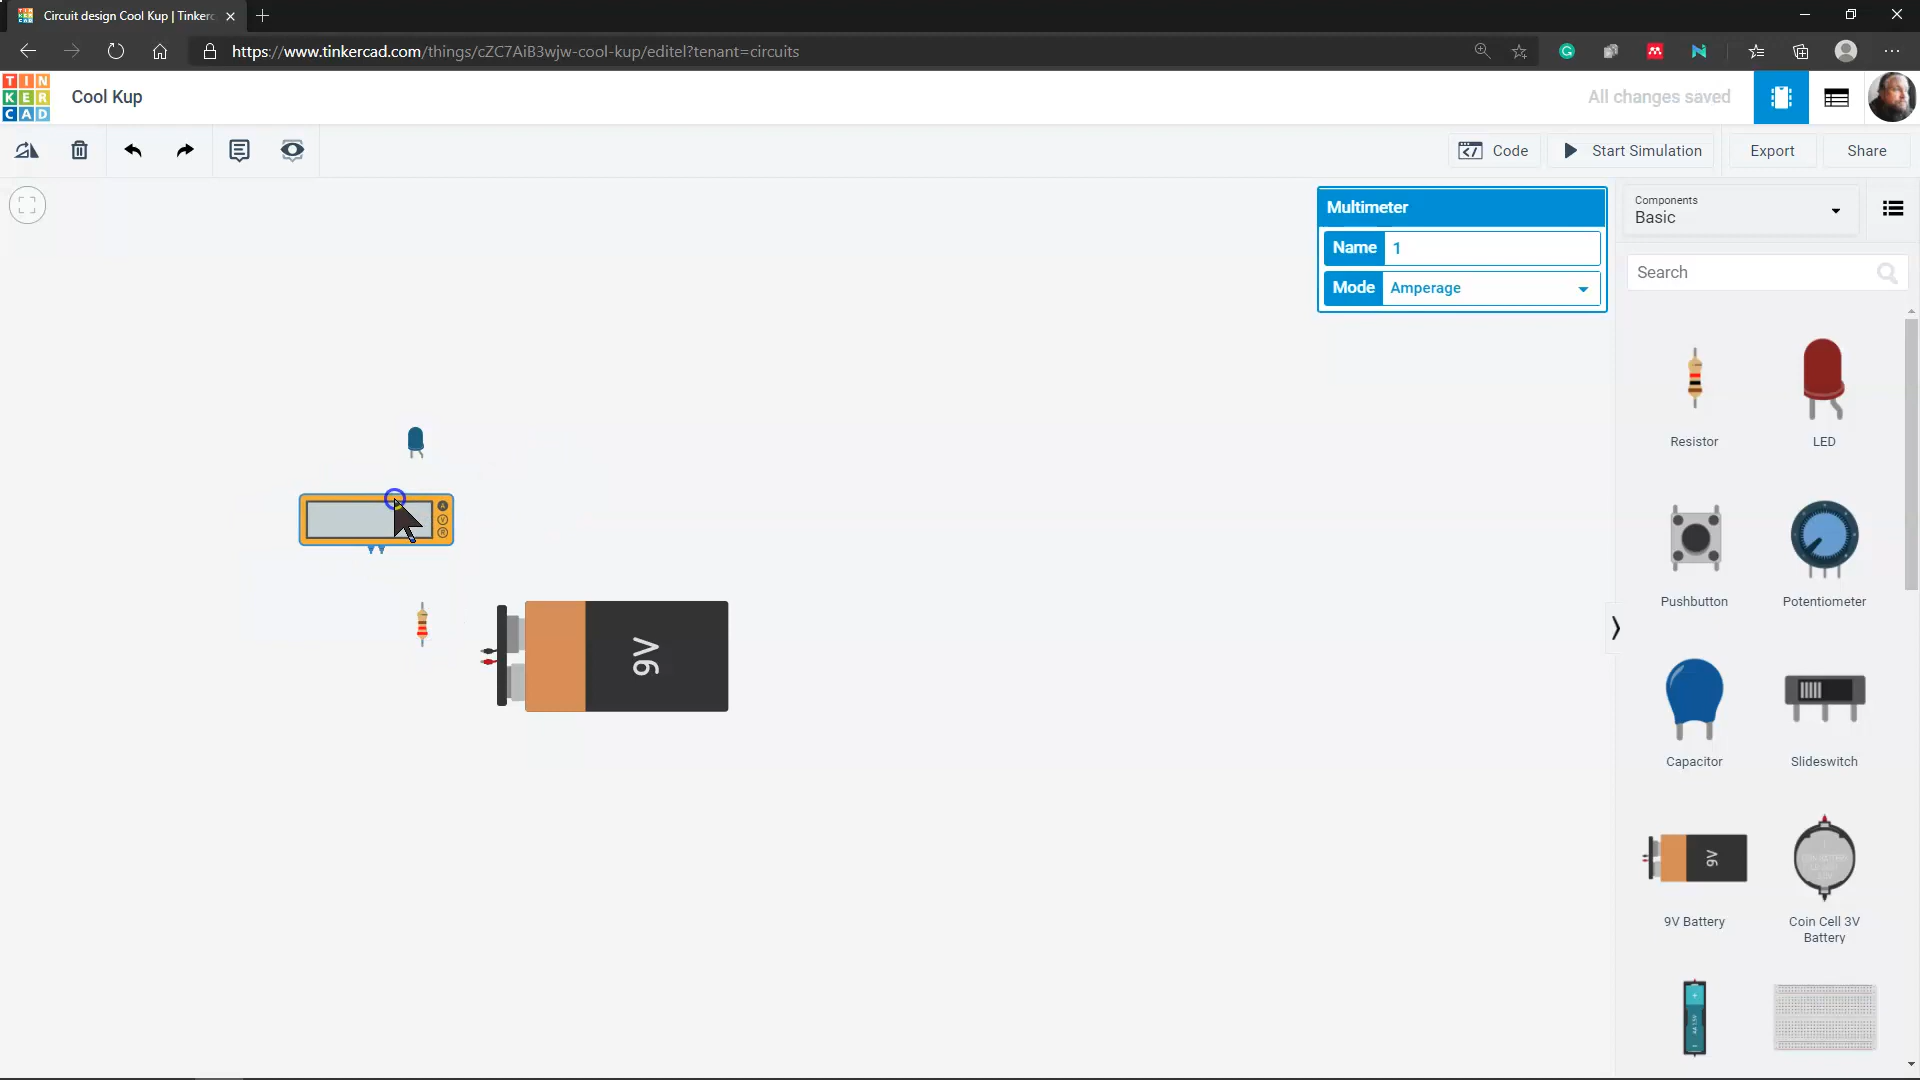 Circuit design Cool Kup | Tinkerc
https://www.tinkercad.com/things/cZC7AiB3wjw-cool-kup/editel?tenant=circuits
TIN
KER
CAD
Cool Kup
All changes saved
Code
Start Simulation
Export
Share
Multimeter
Name 1
Mode Amperage
Components
Basic
Search
A
V
R
9V
Resistor
LED
Pushbutton
Potentiometer
Capacitor
Slideswitch
9V
9V Battery
Coin Cell 3V
Battery